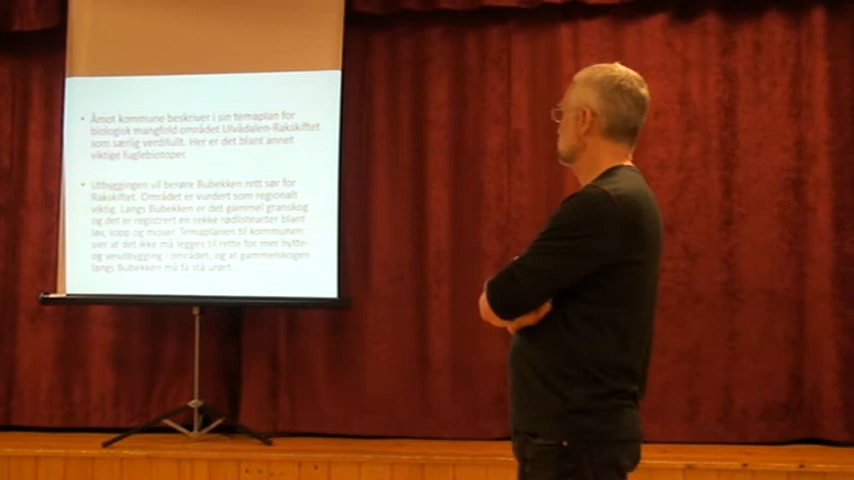 • Åmot kommune beskriver i sin temaplan for
biologisk mangfold området Ulvådalen-Rakskiftet
som særlig verdifullt. Her er det blant annet
viktige fuglebiotoper.
• Utbyggingen vil berøre Bubekken rett sør for
Rakskiftet. Området er vurdert som regionalt
viktig. Langs Bubekken er det gammel granskog
og det er registrert en rekke rødlistearter blant
lav, sopp og moser. Temaplanen til kommunen
sier at det ikke må legges til rette for mer hytte-
og veiutbygging i området, og at gammelskogen
langs Bubekken må få stå urørt.